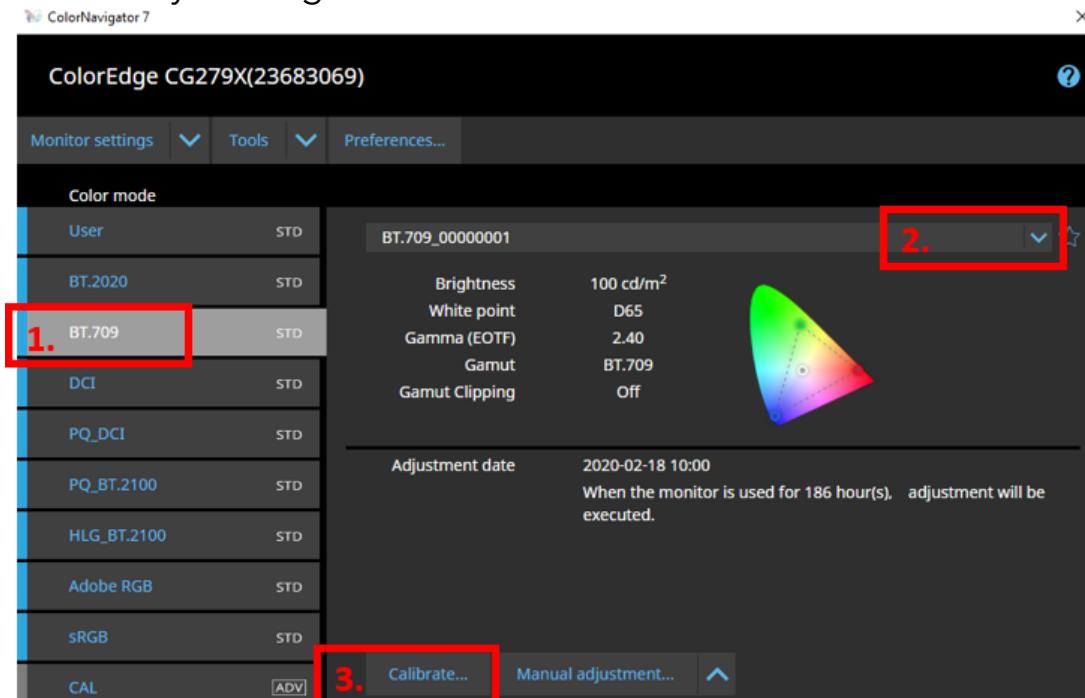 ColorNavigator 7
ColorEdge CG279X(23683069)
Monitor settings Tools Preferences...
Color mode
User STD
BT.2020 STD
1. BT.709 STD
DCI STD
PQ_DCI STD
PQ_BT.2100 STD
HLG_BT.2100 STD
Adobe RGB STD
sRGB STD
CAL ADV
BT.709_00000001 2.
Brightness 100 cd/m²
White point D65
Gamma (EOTF) 2.40
Gamut BT.709
Gamut Clipping Off
Adjustment date 2020-02-18 10:00
When the monitor is used for 186 hour(s), adjustment will be
executed.
3. Calibrate... Manual adjustment...